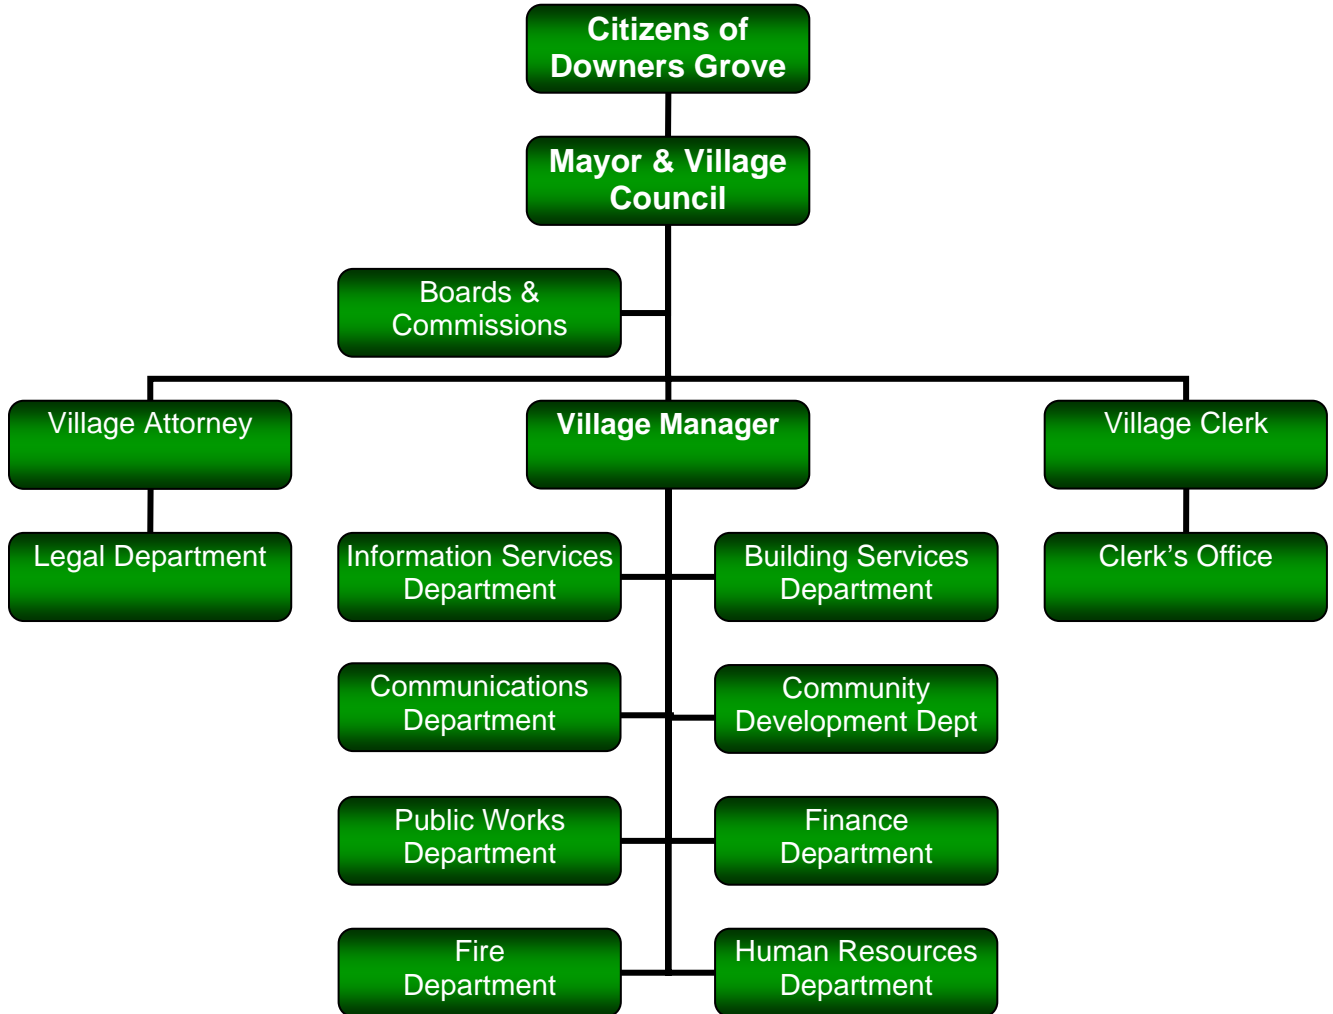 Citizens of
Downers Grove
Mayor & Village
Council
Boards &
Commissions
Village Attorney
Village Manager
Village Clerk
Legal Department
Information Services
Department
Building Services
Department
Clerk's Office
Communications
Department
Community
Development Dept
Public Works
Department
Finance
Department
Fire
Department
Human Resources
Department